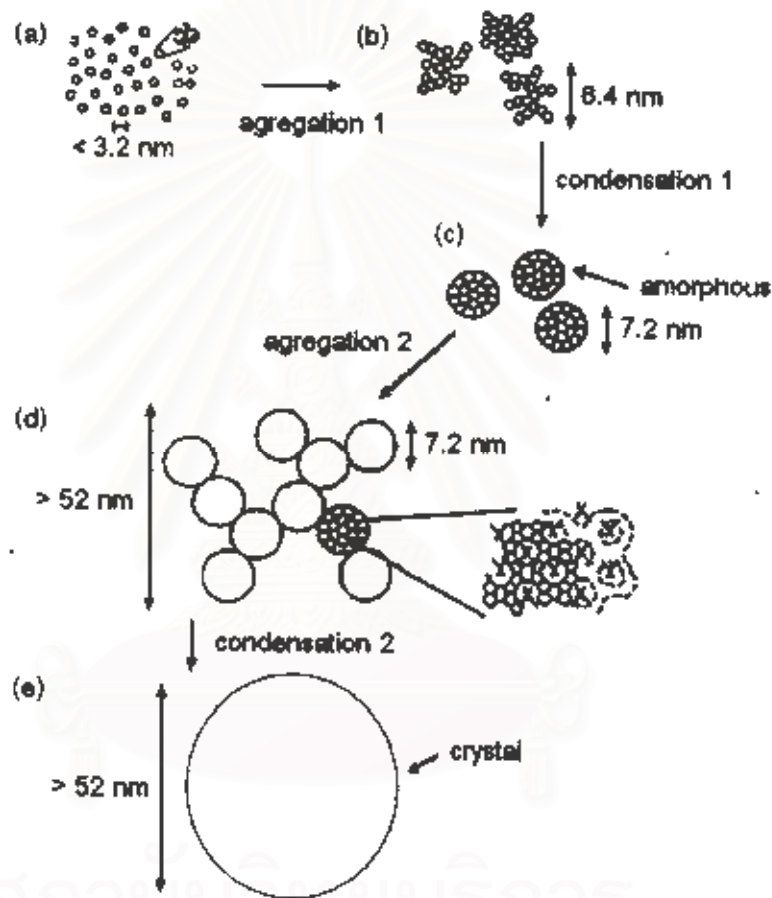 (a)
(b)
agregation 1
< 3.2 nm
6.4 nm
condensation 1
(c)
amorphous
7.2 nm
agregation 2
(d)
7.2 nm
> 52 nm
condensation 2
(e)
crystal
> 52 nm